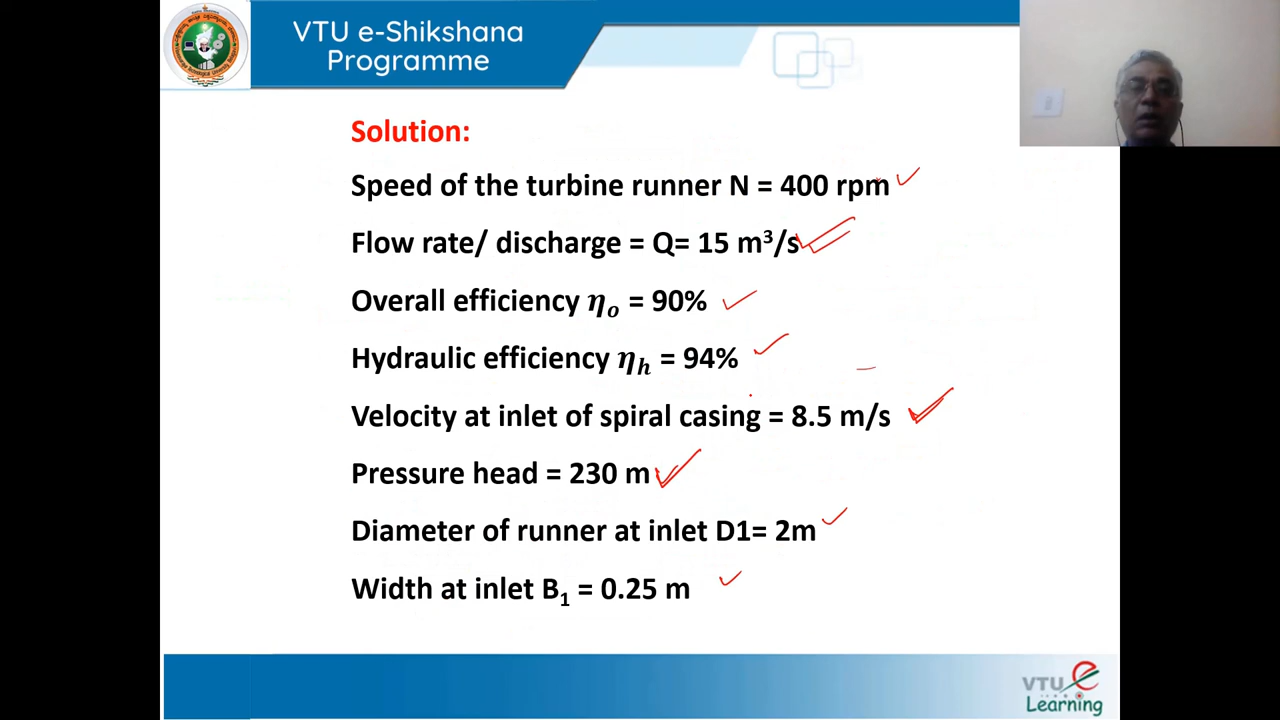 VTU e-Shikshana
Programme
Solution:
Speed of the turbine runner N = 400 rpm
Flow rate/ discharge = Q= 15 m³/s
Overall efficiency ηₒ = 90%
Hydraulic efficiency ηₕ = 94%
Velocity at inlet of spiral casing = 8.5 m/s
Pressure head = 230 m
Diameter of runner at inlet D1= 2m
Width at inlet B₁ = 0.25 m
VTU e
Learning